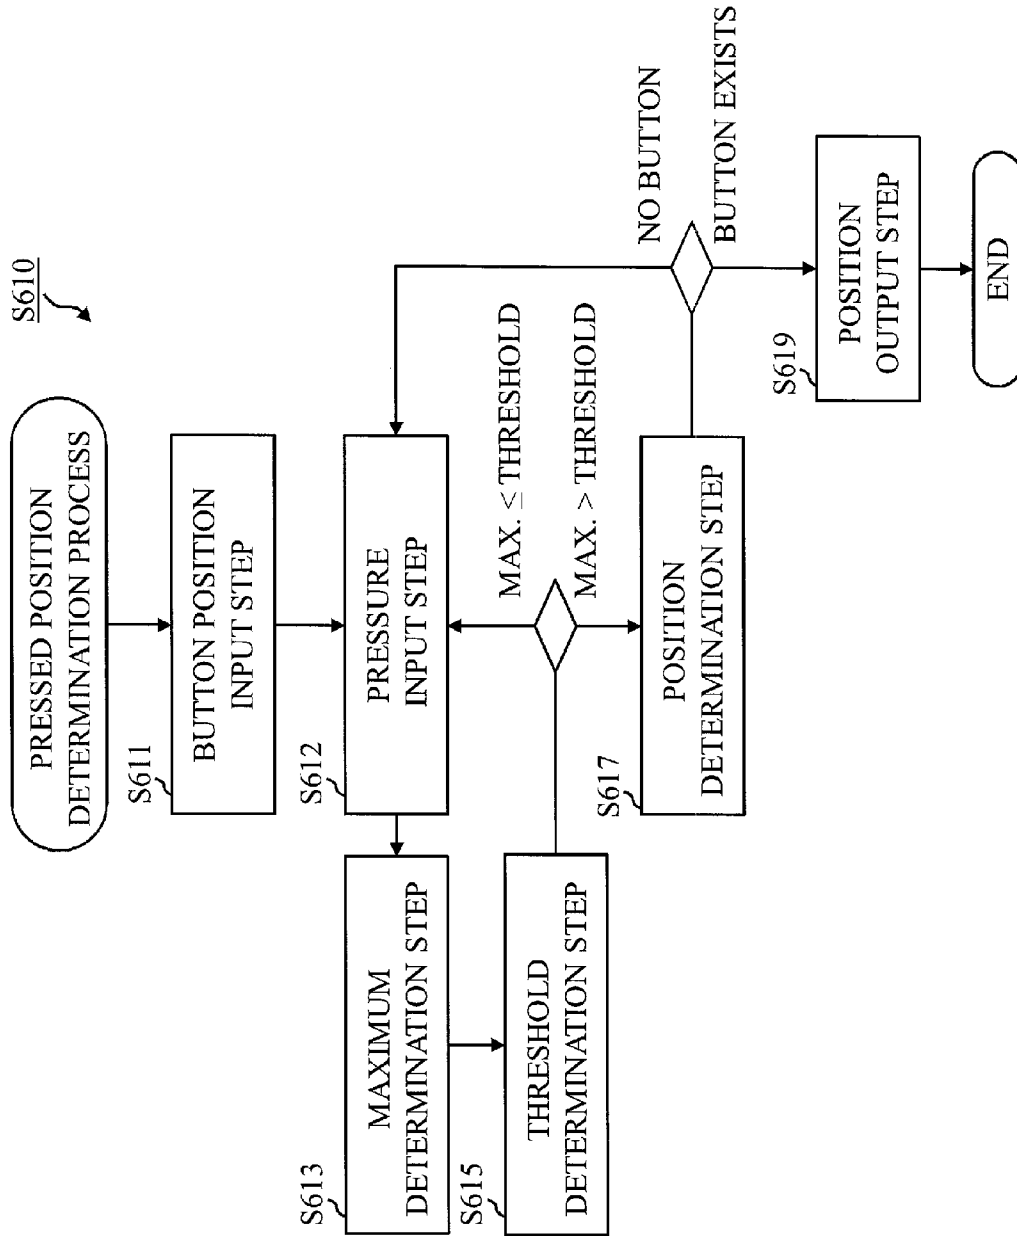 S610
PRESSED POSITION
DETERMINATION PROCESS
S611
BUTTON POSITION
INPUT STEP
S612
PRESSURE
INPUT STEP
S613
MAXIMUM
DETERMINATION STEP
S615
THRESHOLD
DETERMINATION STEP
MAX. ≤ THRESHOLD
MAX. > THRESHOLD
S617
POSITION
DETERMINATION STEP
NO BUTTON
BUTTON EXISTS
S619
POSITION
OUTPUT STEP
END